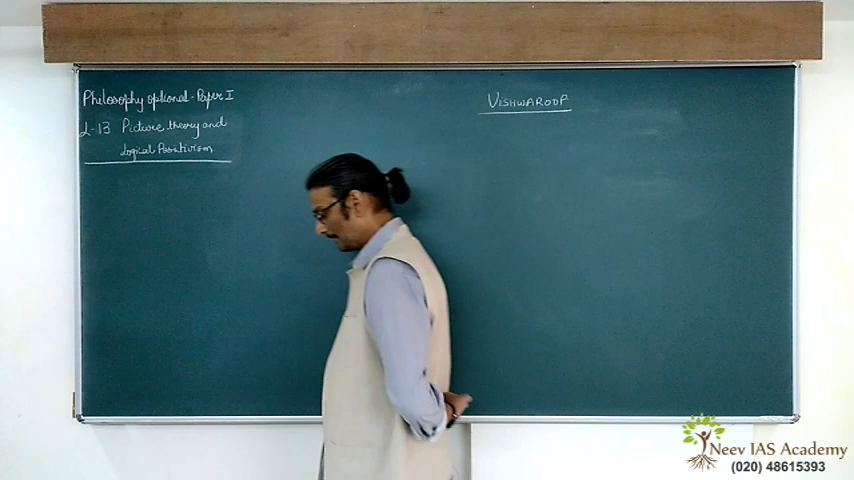 Philosophy optional - Paper I
L-13 Picture theory and
Logical Positivism
VISHWAROOP
Neev IAS Academy
(020) 48615393